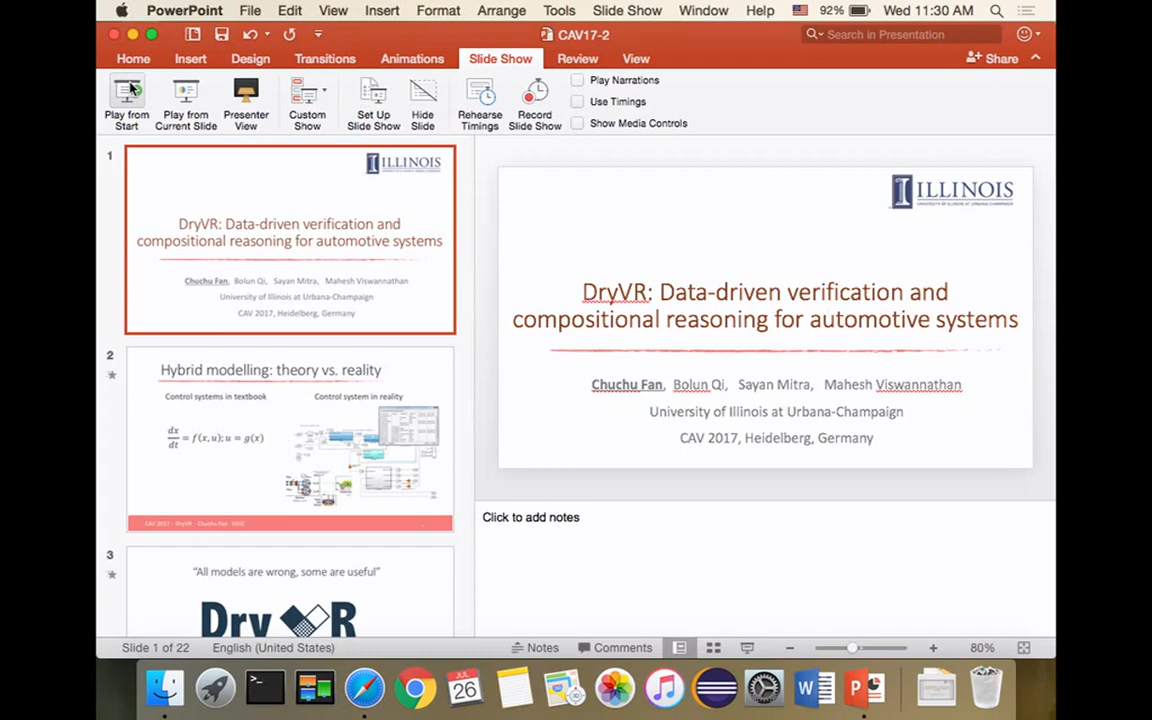 PowerPoint File Edit View Insert Format Arrange Tools Slide Show Window Help 92% Wed 11:30 AM
CAV17-2
Search in Presentation
Home Insert Design Transitions Animations Slide Show Review View Share
Play from Start
Play from Current Slide
Presenter View
Custom Show
Set Up Slide Show
Hide Slide
Rehearse Timings
Record Slide Show
Play Narrations
Use Timings
Show Media Controls
1
ILLINOIS
DryVR: Data-driven verification and
compositional reasoning for automotive systems
Chuchu Fan, Bolun Qi, Sayan Mitra, Mahesh Viswannathan
University of Illinois at Urbana-Champaign
CAV 2017, Heidelberg, Germany
2
Hybrid modelling: theory vs. reality
Control systems in textbook
Control system in reality
dx/dt = f(x,u); u = g(x)
CAV 2017 - DryVR - Chuchu Fan - UIUC
3
“All models are wrong, some are useful”
DryVR
ILLINOIS
DryVR: Data-driven verification and
compositional reasoning for automotive systems
Chuchu Fan, Bolun Qi, Sayan Mitra, Mahesh Viswannathan
University of Illinois at Urbana-Champaign
CAV 2017, Heidelberg, Germany
Click to add notes
Slide 1 of 22 English (United States) Notes Comments 80%
JUL
26